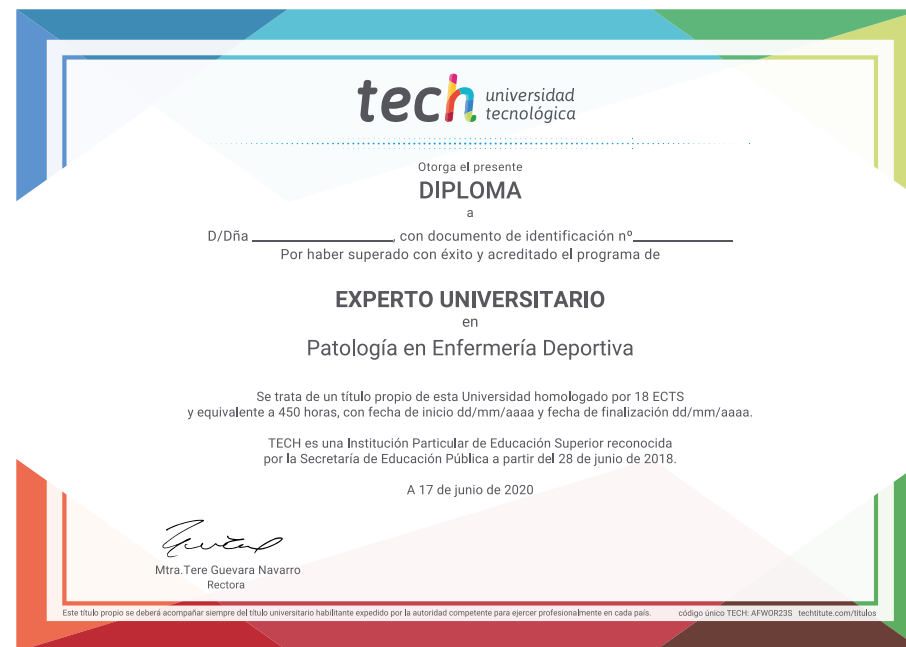 tech universidad
tecnológica
Otorga el presente
DIPLOMA
a
D/Dña ______________, con documento de identificación nº__________
Por haber superado con éxito y acreditado el programa de
EXPERTO UNIVERSITARIO
en
Patología en Enfermería Deportiva
Se trata de un título propio de esta Universidad homologado por 18 ECTS
y equivalente a 450 horas, con fecha de inicio dd/mm/aaaa y fecha de finalización dd/mm/aaaa.
TECH es una Institución Particular de Educación Superior reconocida
por la Secretaría de Educación Pública a partir del 28 de junio de 2018.
A 17 de junio de 2020
Mtra.Tere Guevara Navarro
Rectora
Este título propio se deberá acompañar siempre del título universitario habilitante expedido por la autoridad competente para ejercer profesionalmente en cada país. código único TECH: AFWOR23S techtitute.com/titulos